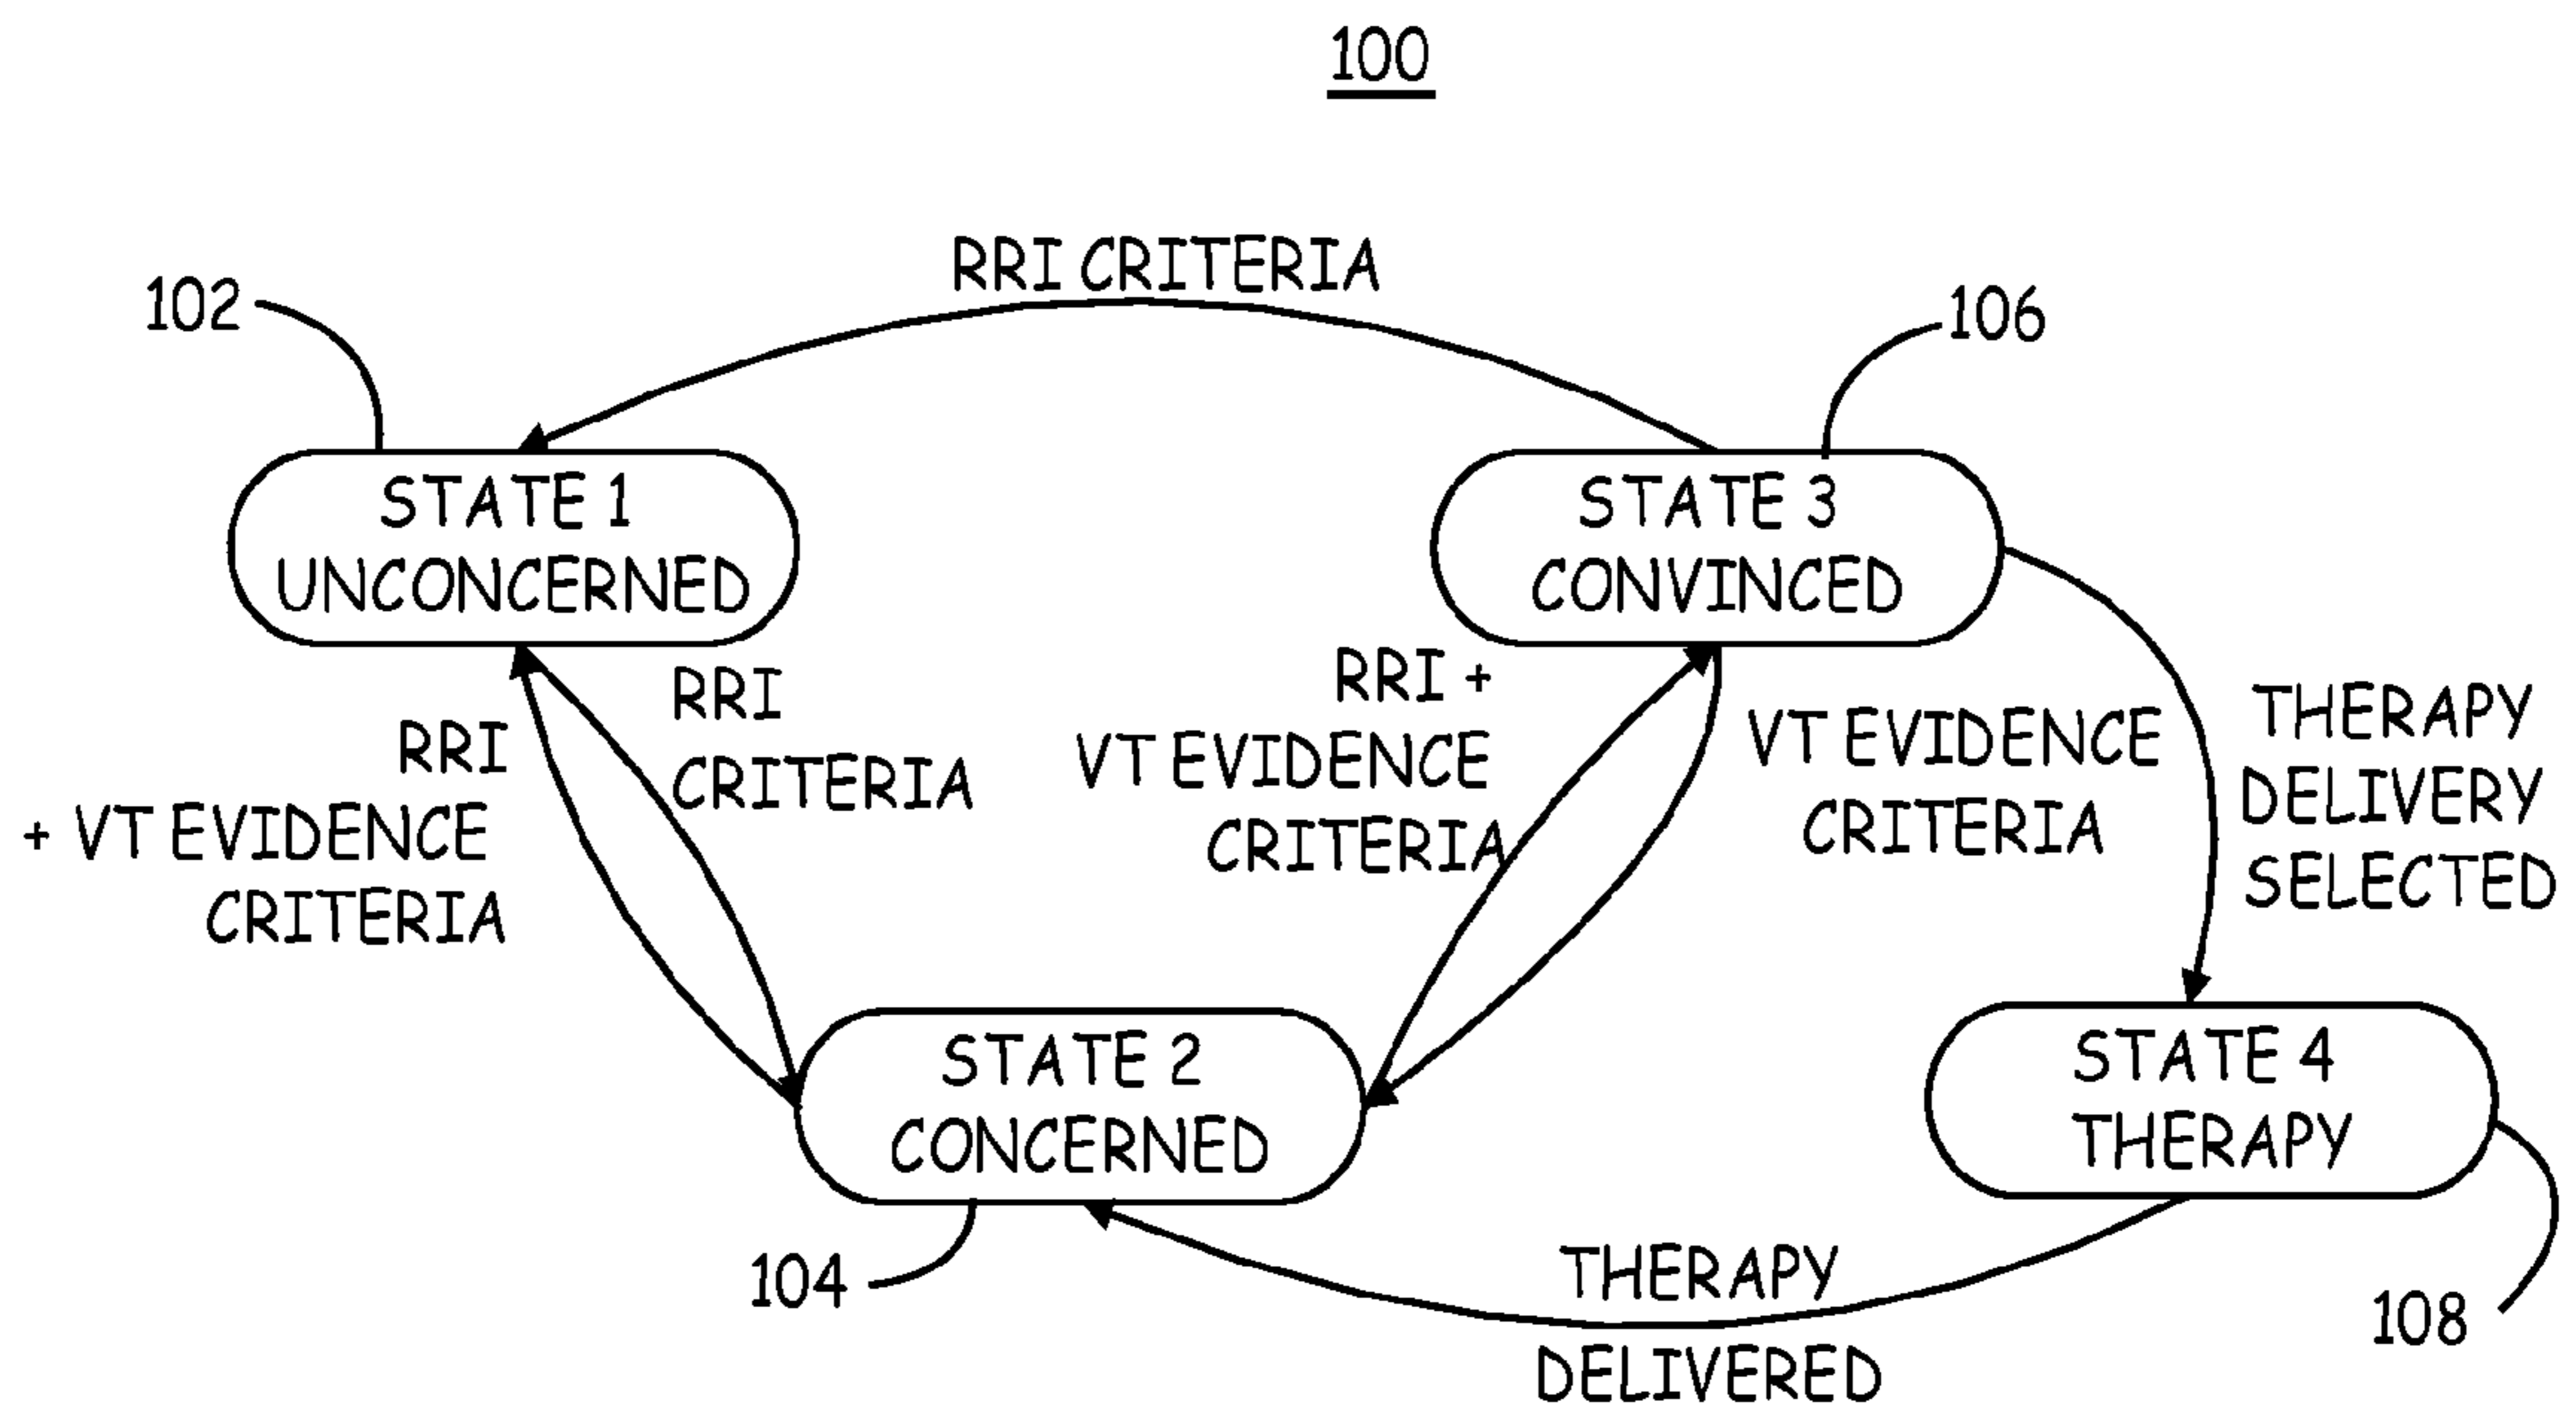 100
RRI CRITERIA
102
106
STATE 1
UNCONCERNED
STATE 3
CONVINCED
RRI
+ VT EVIDENCE
CRITERIA
RRI
CRITERIA
RRI +
VT EVIDENCE
CRITERIA
VT EVIDENCE
CRITERIA
THERAPY
DELIVERY
SELECTED
STATE 2
CONCERNED
STATE 4
THERAPY
104
THERAPY
DELIVERED
108